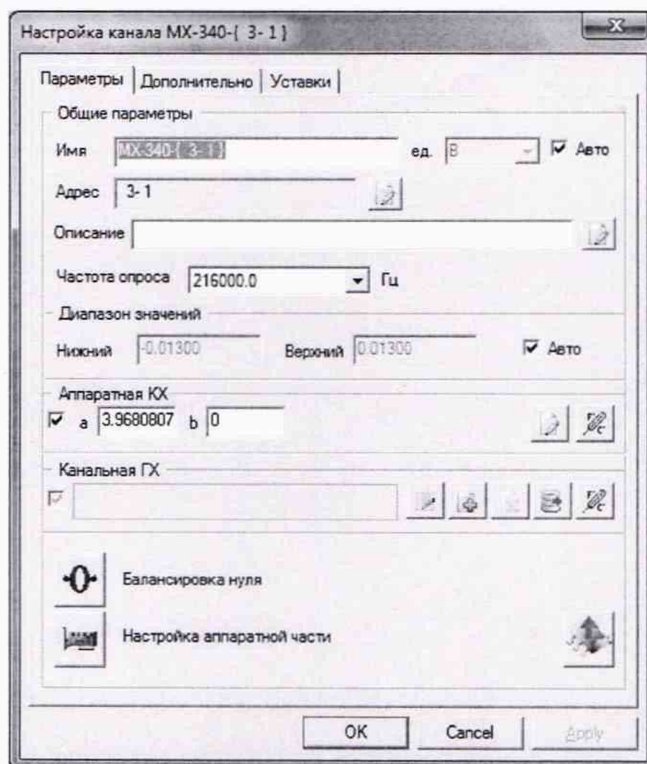 Настройка канала MX-340-{ 3- 1 }
Параметры Дополнительно Уставки
Общие параметры
Имя MX-340-{ 3- 1 } ед. В Авто
Адрес 3- 1
Описание
Частота опроса 216000.0 Гц
Диапазон значений
Нижний -0.01300 Верхний 0.01300 Авто
Аппаратная КХ
a 3.9680807 b 0
Канальная ГХ
Балансировка нуля
Настройка аппаратной части
OK Cancel Apply